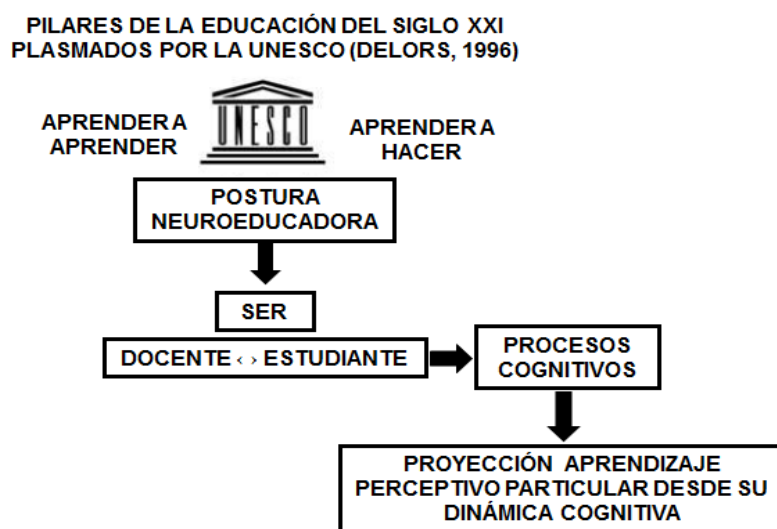 PILARES DE LA EDUCACIÓN DEL SIGLO XXI
PLASMADOS POR LA UNESCO (DELORS, 1996)
APRENDER A
APRENDER
UNESCO
APRENDER A
HACER
POSTURA
NEUROEDUCADORA
SER
DOCENTE ‹ › ESTUDIANTE
PROCESOS
COGNITIVOS
PROYECCIÓN APRENDIZAJE
PERCEPTIVO PARTICULAR DESDE SU
DINÁMICA COGNITIVA